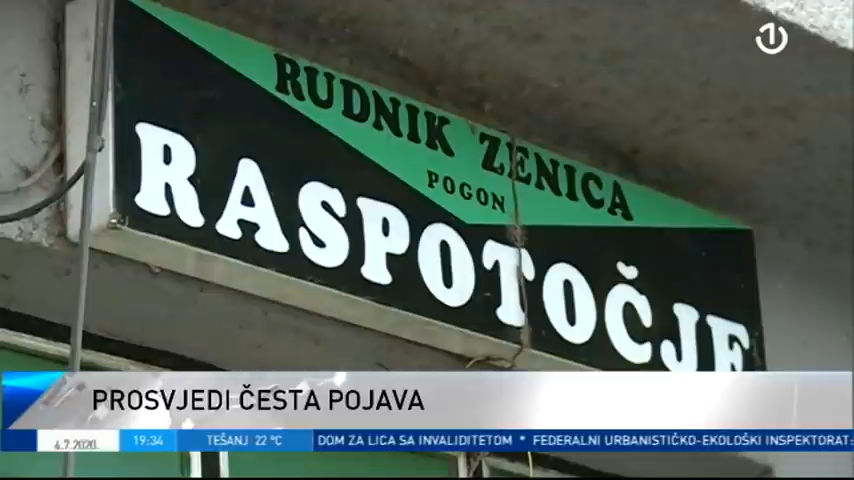 RUDNIK ZENICA
POGON
RASPOTOČJE
PROSVJEDI ČESTA POJAVA
4.7.2020. 19:34 TEŠANJ 22 °C DOM ZA LICA SA INVALIDITETOM * FEDERALNI URBANISTIČKO-EKOLOŠKI INSPEKTORAT: